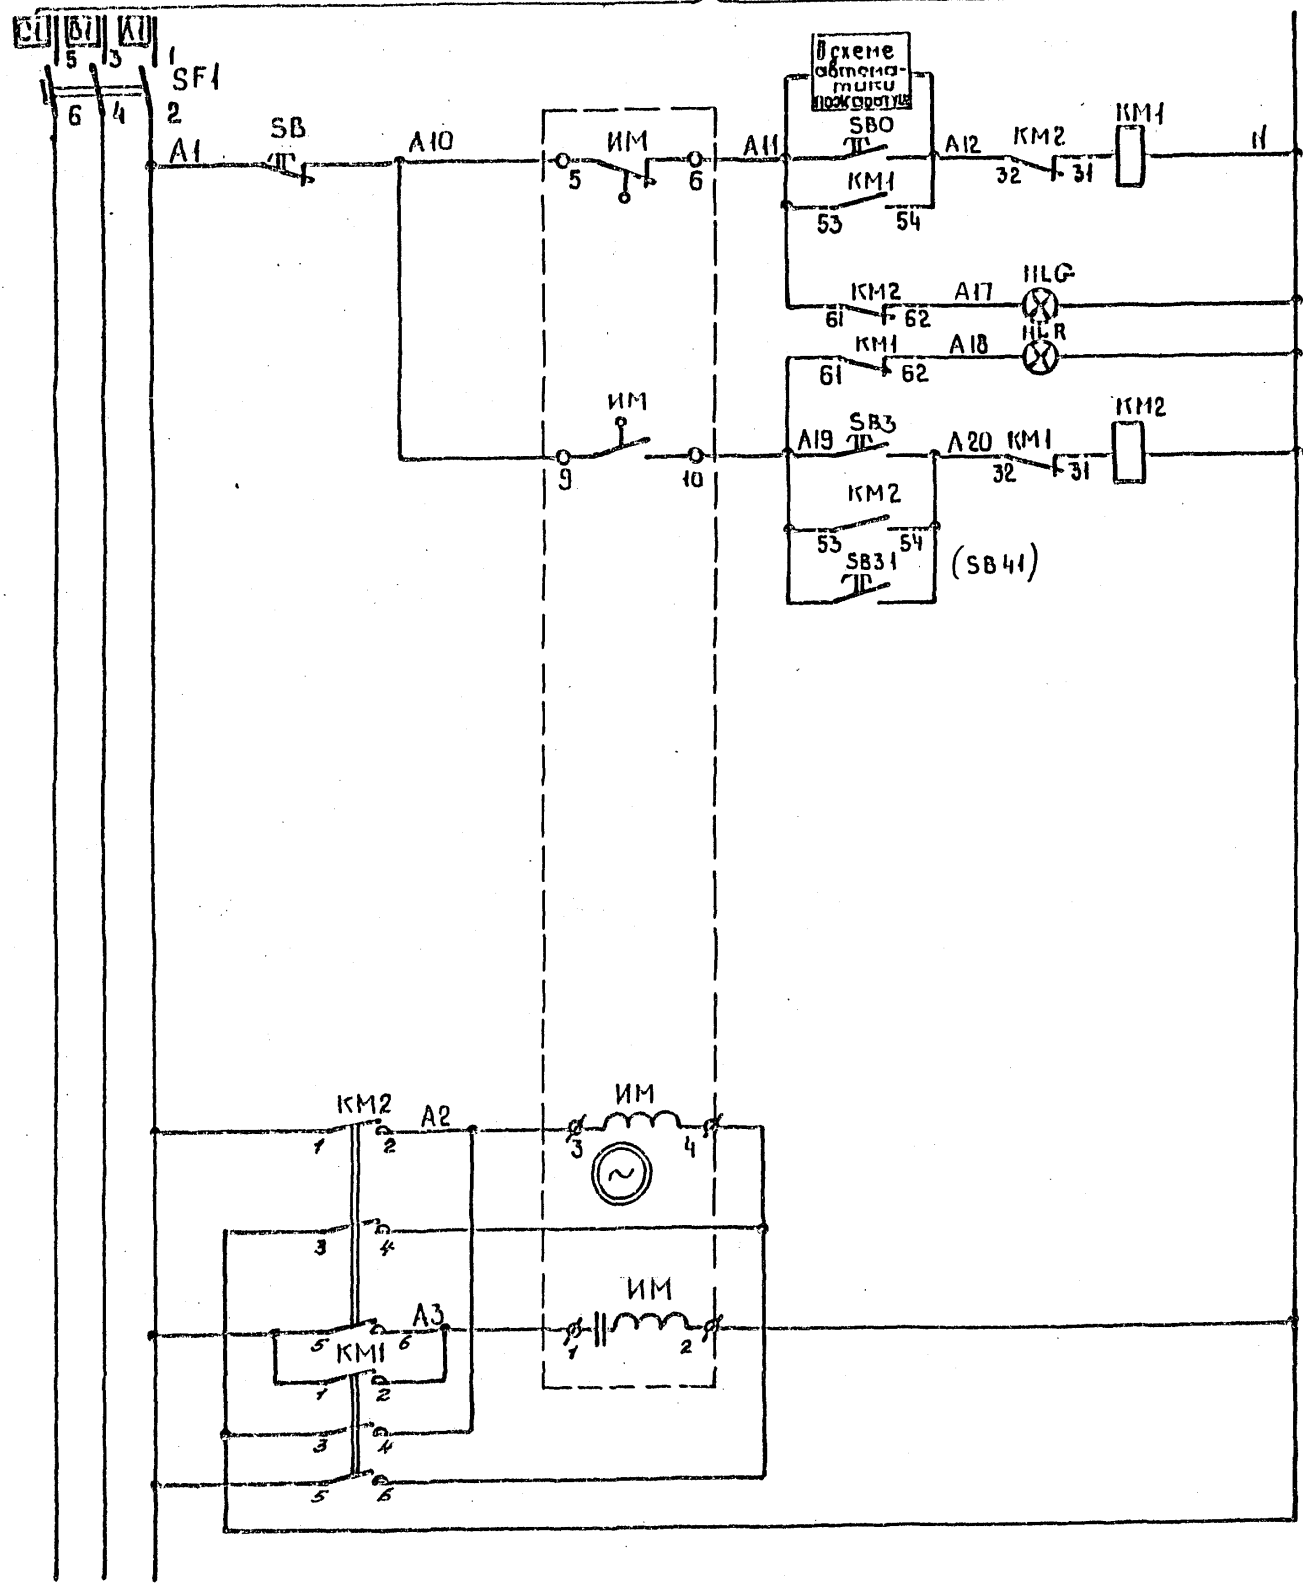 C1 B1 A1
5 3 1
SF1
6 4 2
В схеме
автома-
тики
A1 SB A10 ИМ A11 SB0 A12 KM2 KM1 N
5 6 32 31
KM1
53 54
HLG
KM2 A17
61 62
HLR
KM1 A18
61 62
ИМ KM2
A19 SB3 A20 KM1
9 10 32 31
KM2
53 54
SB31 (SB41)
KM2 A2 ИМ
1 2 3 4
~
3 4
ИМ
A3
5 6 1 2
KM1
1 2
3 4
5 6